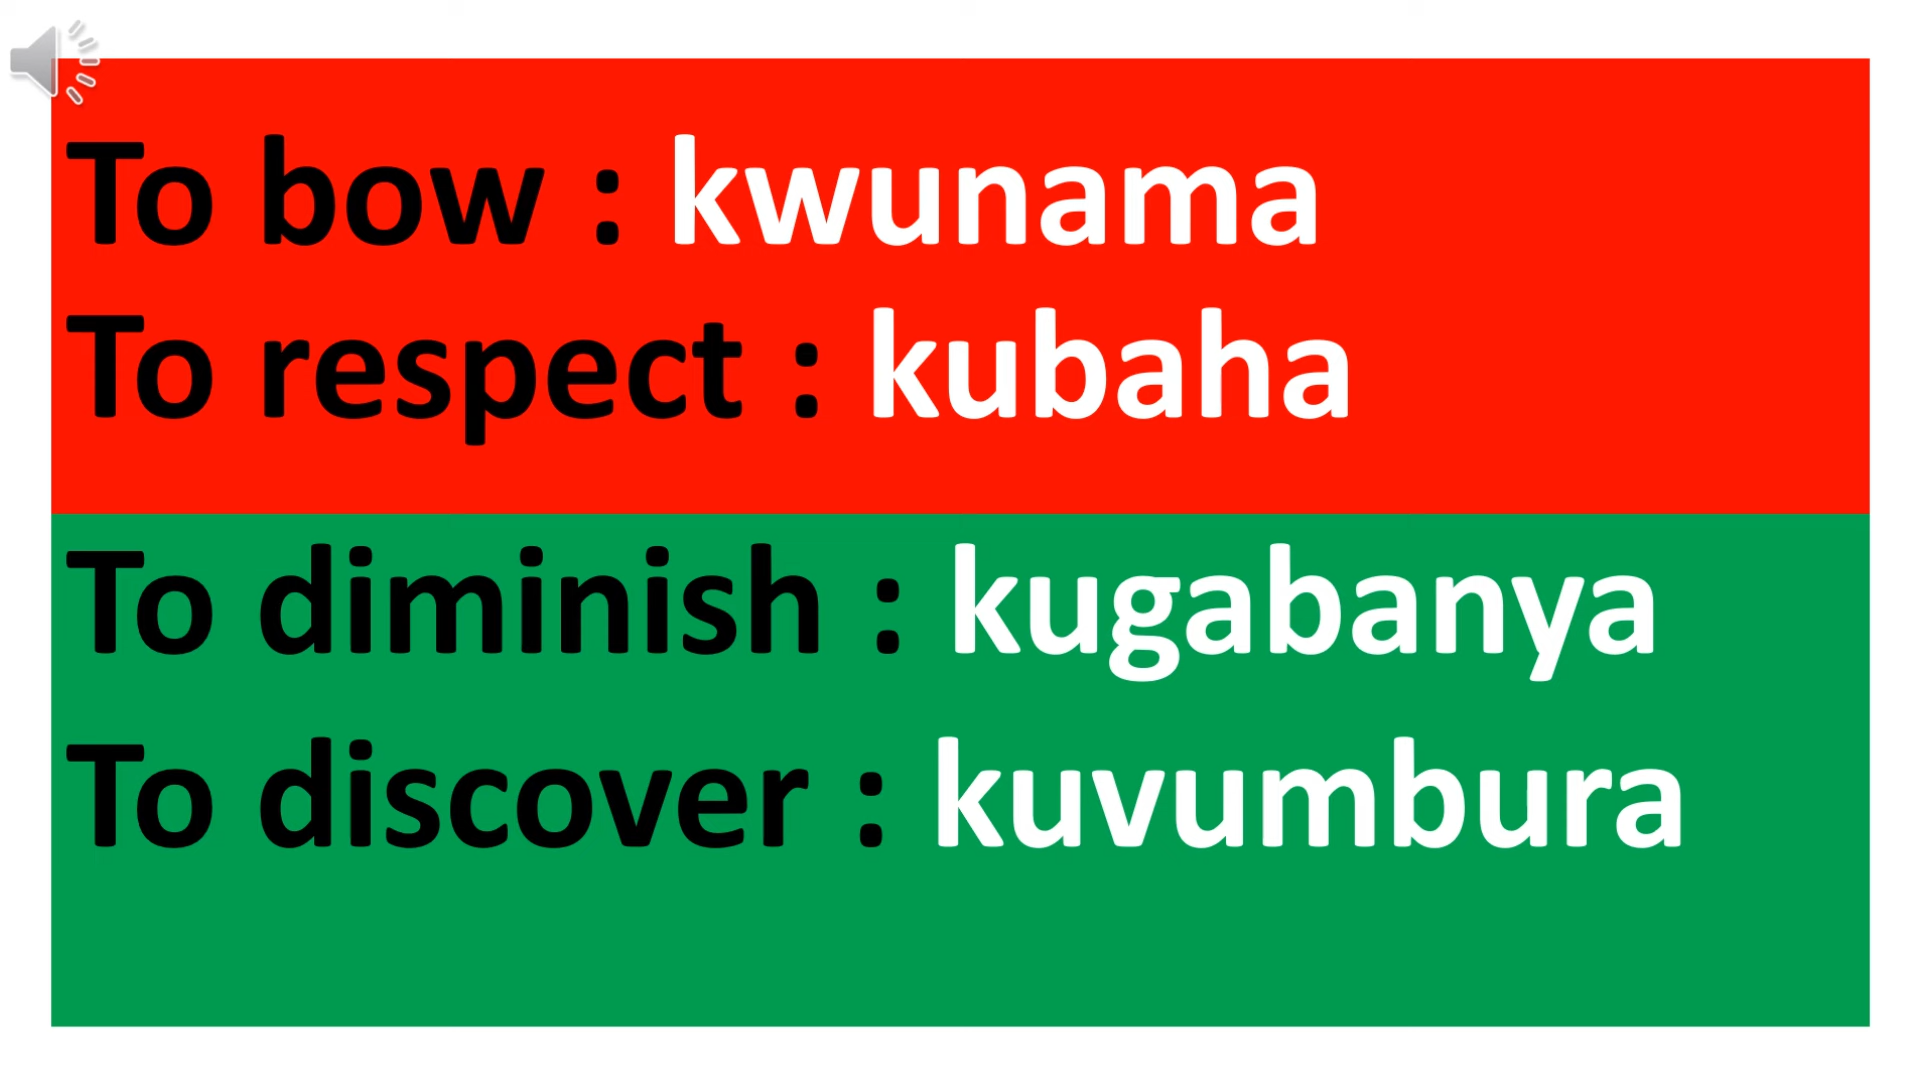 To bow : kwunama
To respect : kubaha
To diminish : kugabanya
To discover : kuvumbura